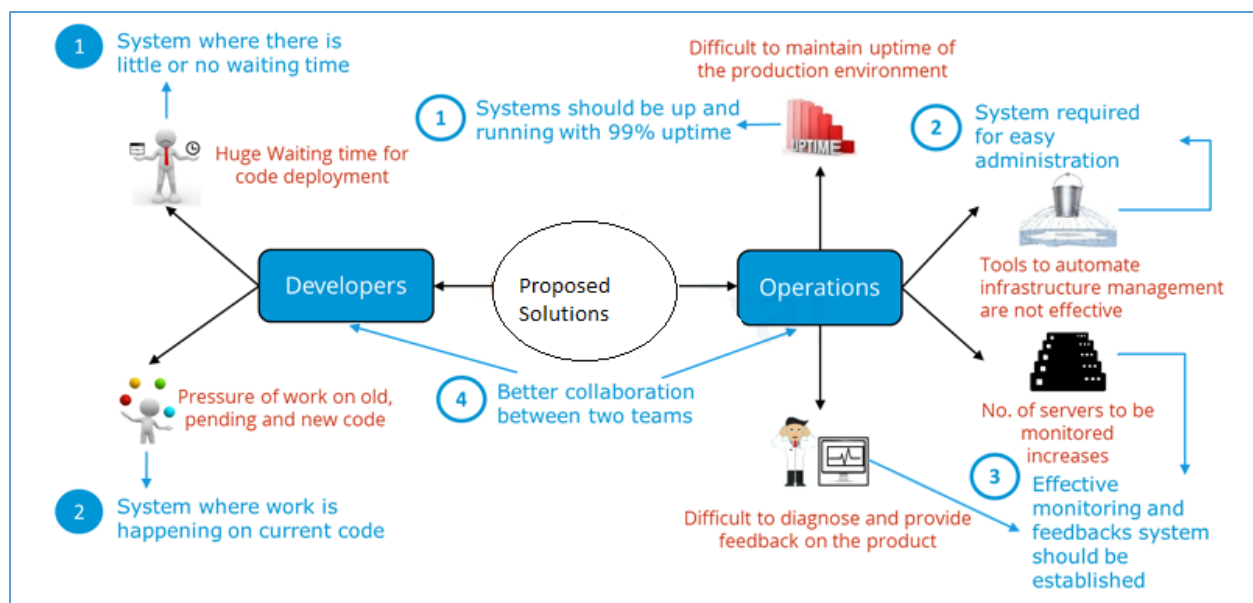 1
System where there is
little or no waiting time
Huge Waiting time for
code deployment
Difficult to maintain uptime of
the production environment
1
Systems should be up and
running with 99% uptime
UPTIME
2
System required
for easy
administration
Developers
Proposed
Solutions
Operations
Tools to automate
infrastructure management
are not effective
Pressure of work on old,
pending and new code
4
Better collaboration
between two teams
No. of servers to be
monitored
increases
2
System where work is
happening on current code
Difficult to diagnose and provide
feedback on the product
3
Effective
monitoring and
feedbacks system
should be
established